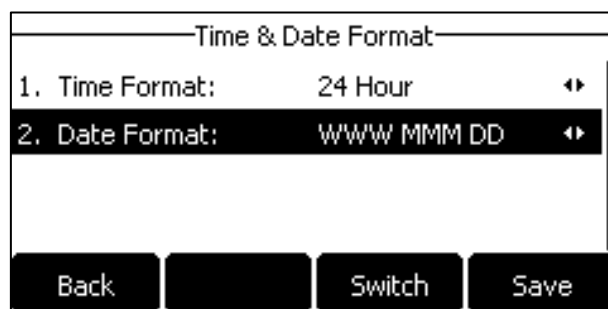 Time & Date Format
1. Time Format: 24 Hour
2. Date Format: WWW MMM DD
Back Switch Save